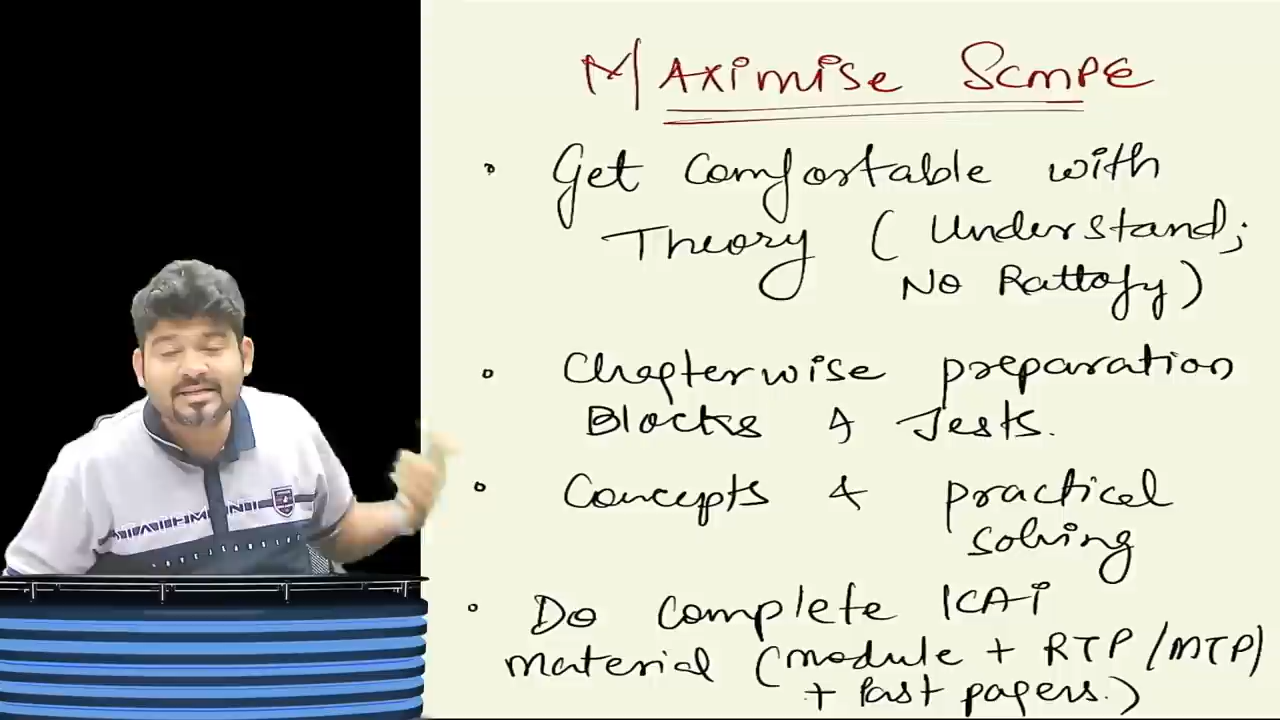 Maximise SCMPE
• Get Comfortable with
Theory ( Understand;
No Rattafy )
• Chapterwise preparation
Blocks & Tests.
• Concepts & practical
solving
• Do complete ICAi
material (module + RTP /MTP)
+ Past papers.)